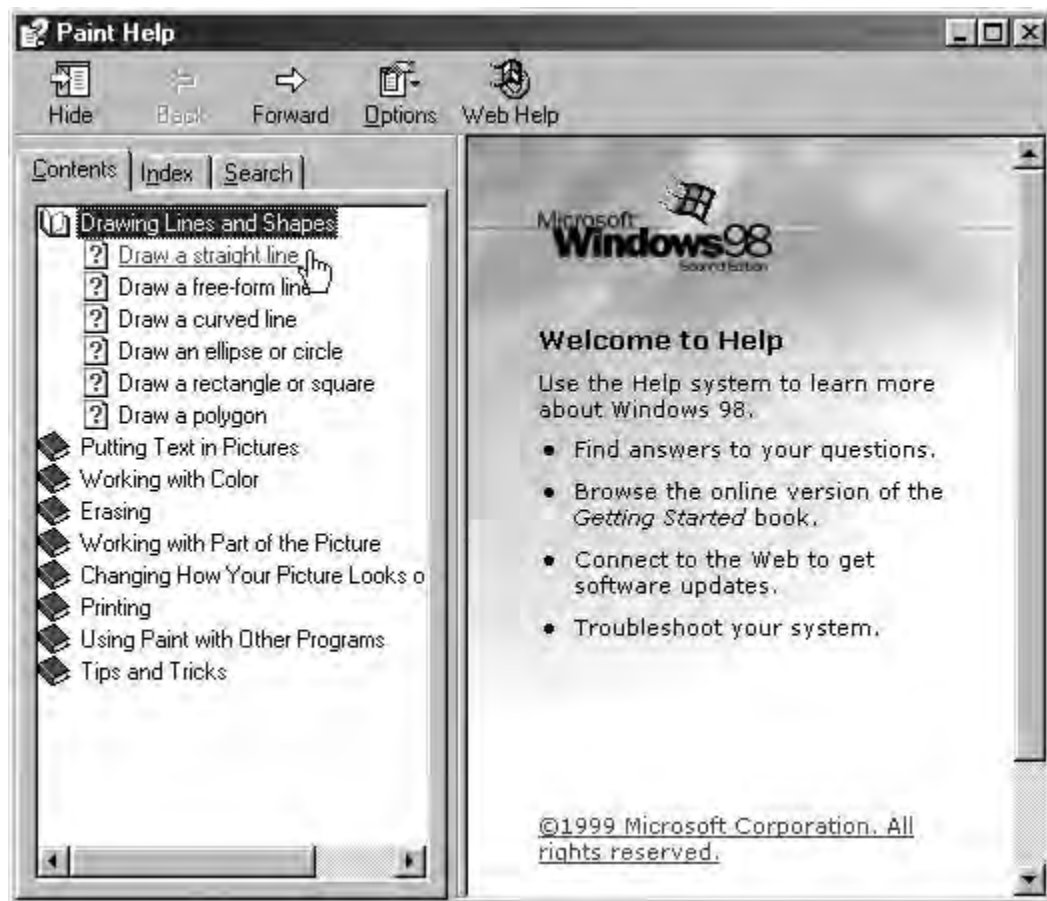 Paint Help
Hide Back Forward Options Web Help
Contents Index Search
Drawing Lines and Shapes
Draw a straight line
Draw a free-form line
Draw a curved line
Draw an ellipse or circle
Draw a rectangle or square
Draw a polygon
Putting Text in Pictures
Working with Color
Erasing
Working with Part of the Picture
Changing How Your Picture Looks o
Printing
Using Paint with Other Programs
Tips and Tricks
Microsoft
Windows98
Second Edition
Welcome to Help
Use the Help system to learn more
about Windows 98.
• Find answers to your questions.
• Browse the online version of the
Getting Started book.
• Connect to the Web to get
software updates.
• Troubleshoot your system.
©1999 Microsoft Corporation. All
rights reserved.